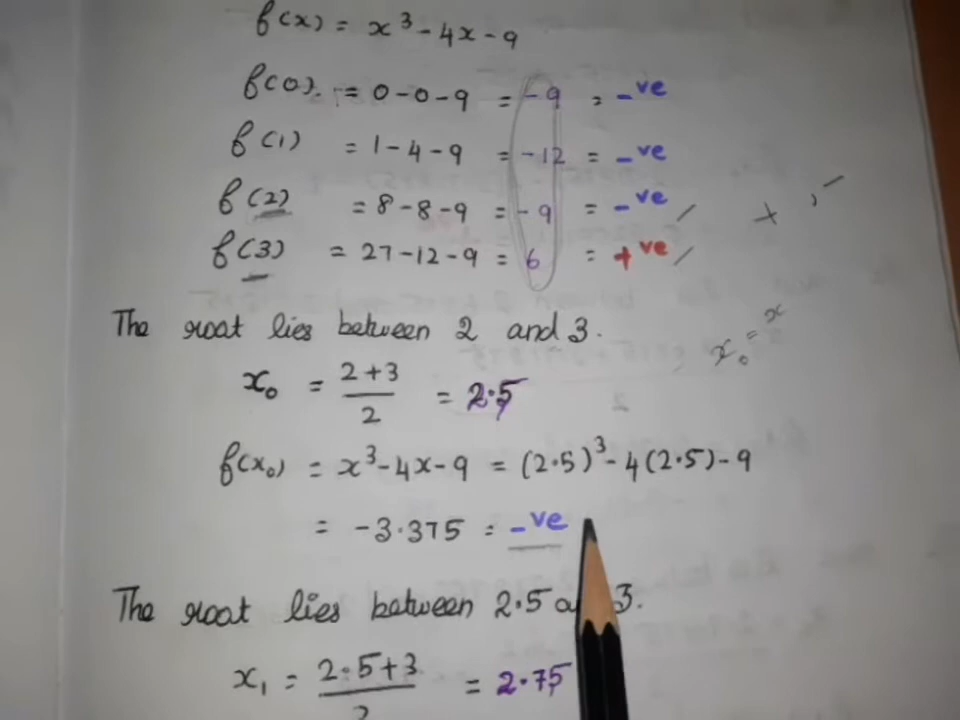 f(x) = x³ - 4x - 9
f(0) = 0 - 0 - 9 = -9 = -ve
f(1) = 1 - 4 - 9 = -12 = -ve
f(2) = 8 - 8 - 9 = -9 = -ve
f(3) = 27 - 12 - 9 = 6 = +ve
+ , -
The root lies between 2 and 3.
x₀ = x
x₀ = (2+3)/2 = 2.5
f(x₀) = x³ - 4x - 9 = (2.5)³ - 4(2.5) - 9
= -3.375 = -ve
The root lies between 2.5 a 3.
x₁ = (2.5+3)/2 = 2.75